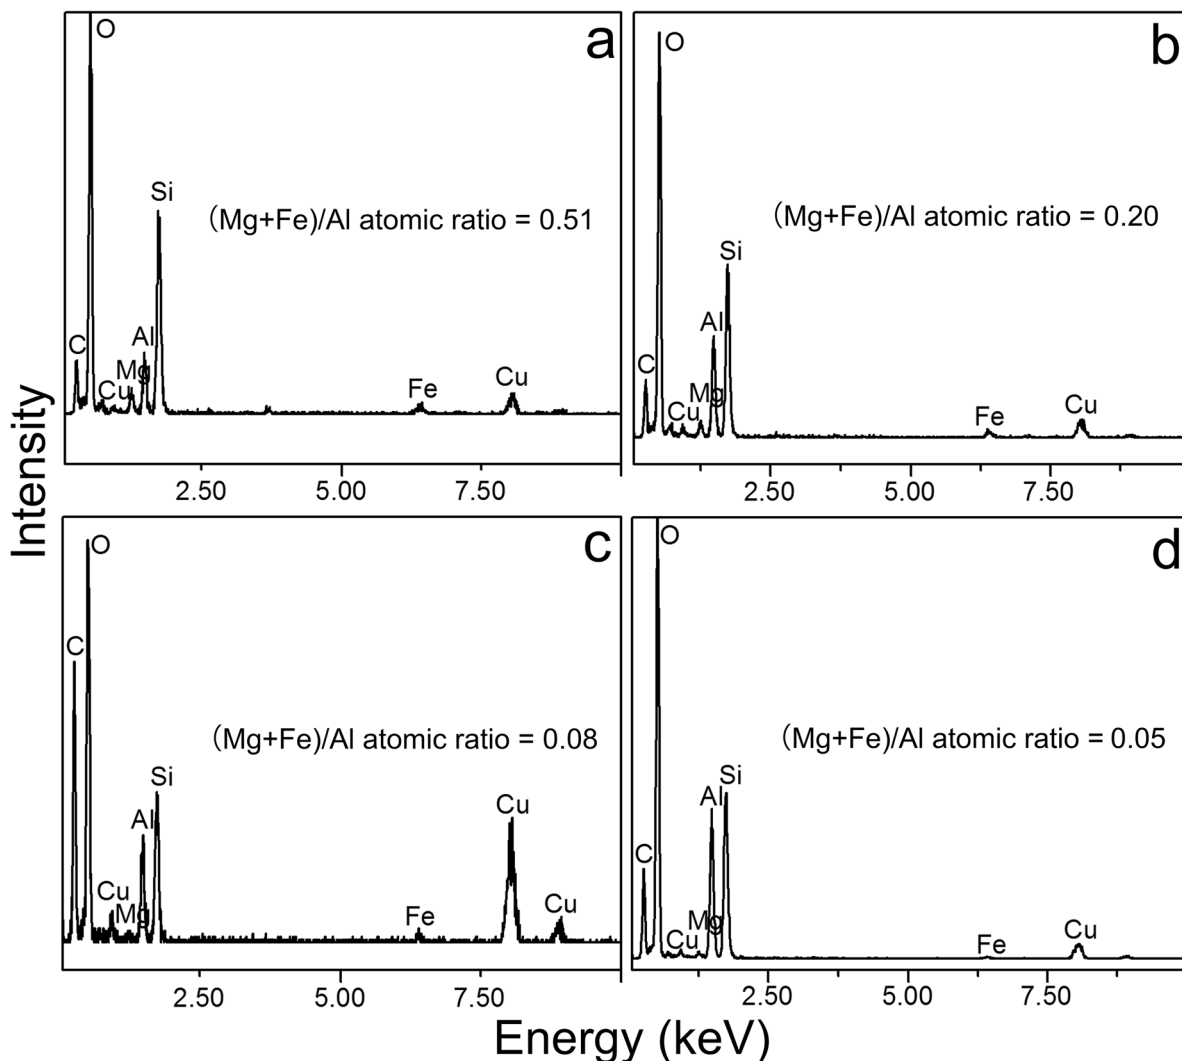 Intensity
a
O
Si
(Mg+Fe)/Al atomic ratio = 0.51
C
Al
Mg
Cu
Fe
Cu
2.50 5.00 7.50
b
O
(Mg+Fe)/Al atomic ratio = 0.20
Si
Al
C
Mg
Cu
Fe
Cu
2.50 5.00 7.50
c
O
C
(Mg+Fe)/Al atomic ratio = 0.08
Si
Al
Cu
Mg
Fe
Cu
Cu
2.50 5.00 7.50
d
O
(Mg+Fe)/Al atomic ratio = 0.05
Si
Al
C
Mg
Cu
Fe
Cu
2.50 5.00 7.50
Energy (keV)